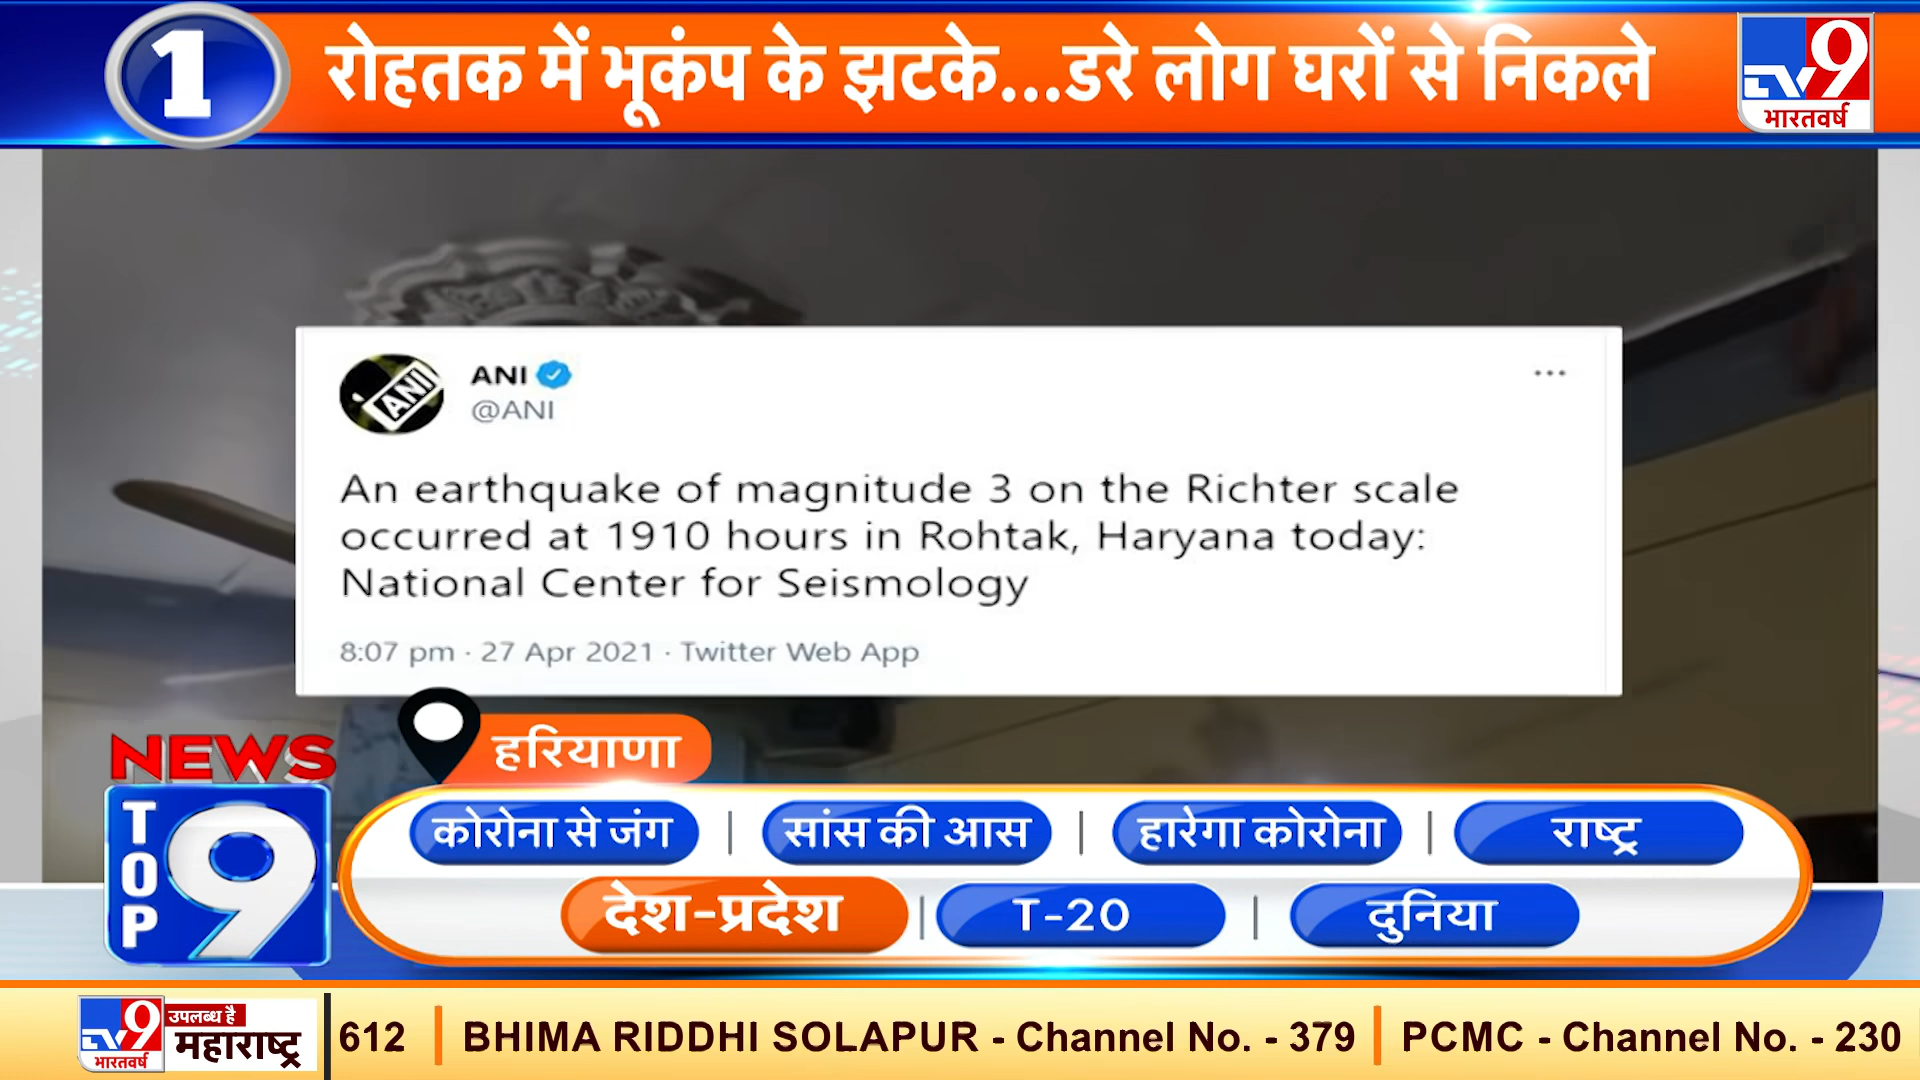 1
रोहतक में भूकंप के झटके...डरे लोग घरों से निकले
TV9
भारतवर्ष
ANI
ANI
@ANI
An earthquake of magnitude 3 on the Richter scale
occurred at 1910 hours in Rohtak, Haryana today:
National Center for Seismology
8:07 pm · 27 Apr 2021 · Twitter Web App
हरियाणा
NEWS
TOP
9
कोरोना से जंग | सांस की आस | हारेगा कोरोना | राष्ट्र
देश-प्रदेश | T-20 | दुनिया
TV9
भारतवर्ष
उपलब्ध है
महाराष्ट्र
612 | BHIMA RIDDHI SOLAPUR - Channel No. - 379 | PCMC - Channel No. - 230